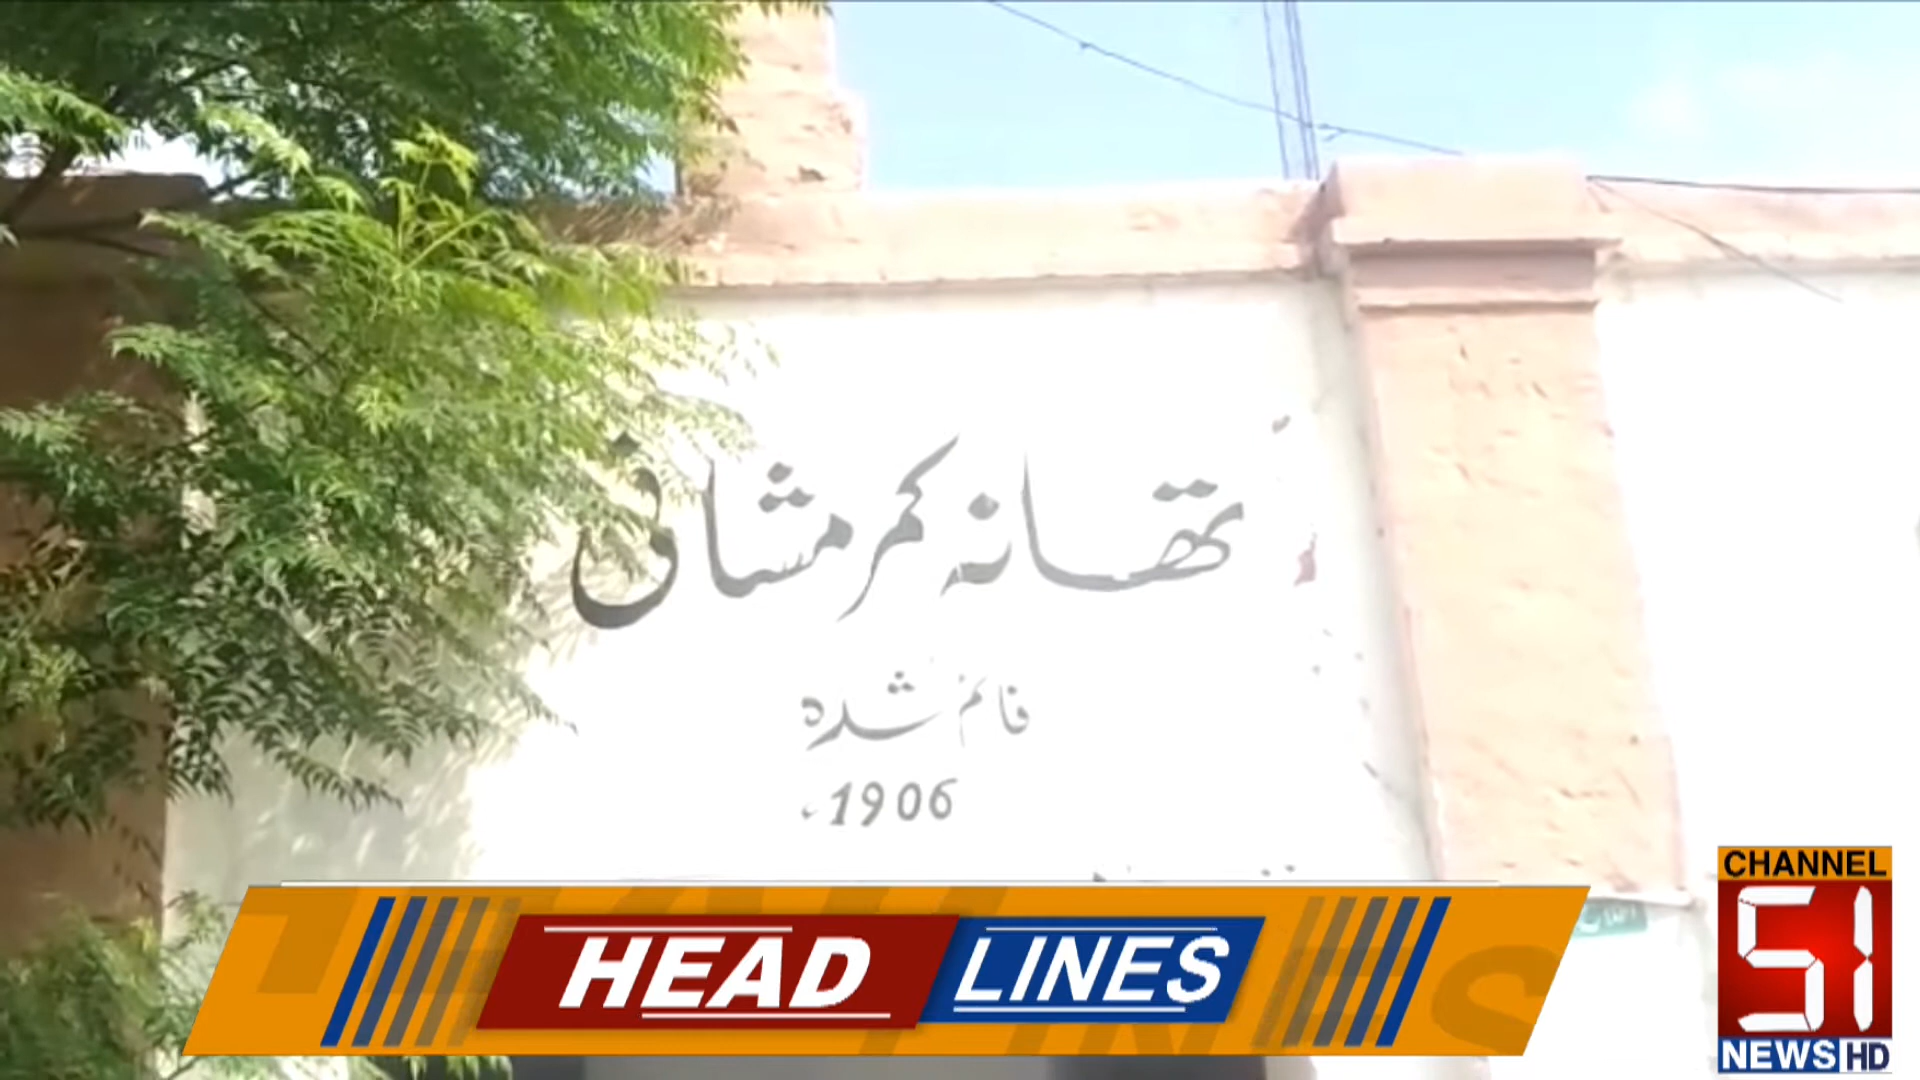 تھانہ کمر مشانی
قائم شدہ
1906ء
HEAD LINES
CHANNEL
51
NEWS HD